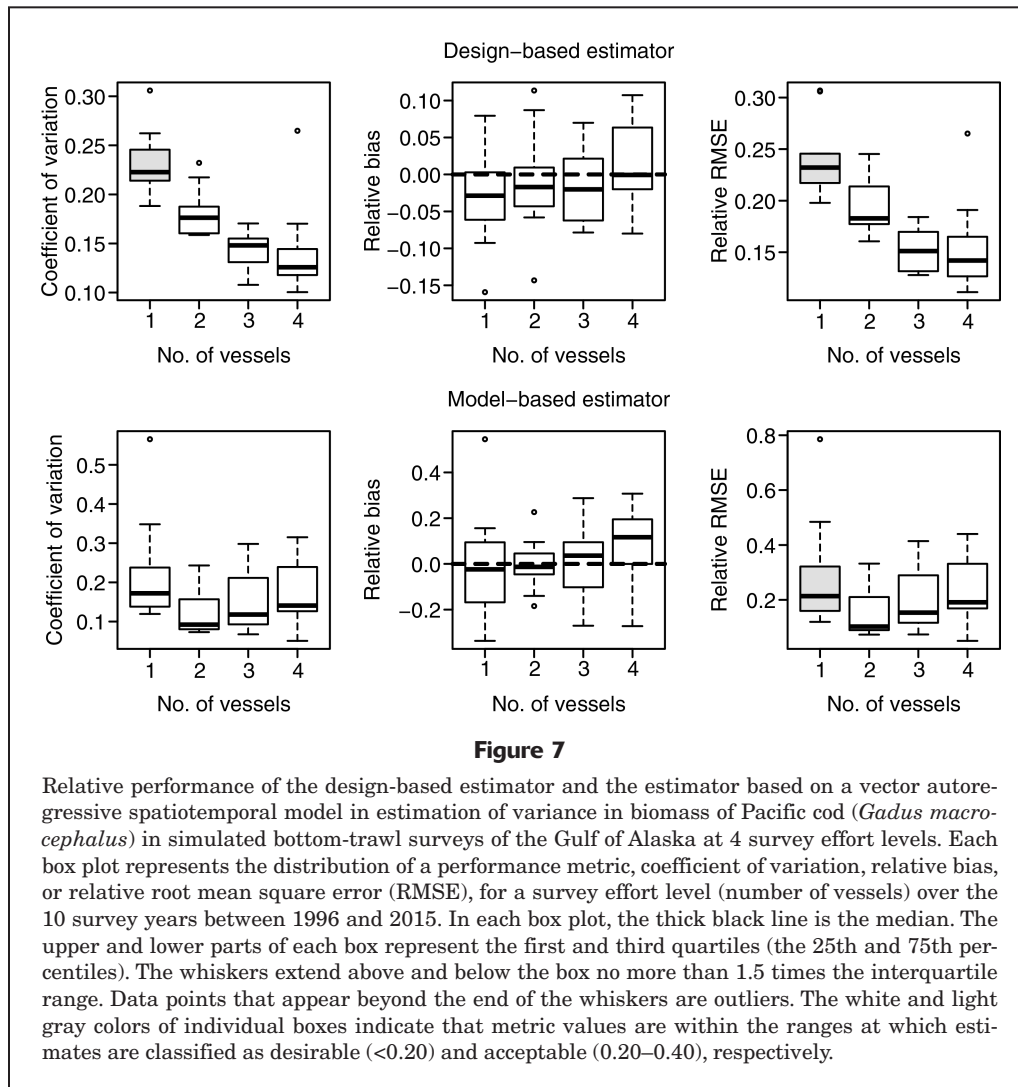 Design-based estimator
Coefficient of variation
0.30
0.25
0.20
0.15
0.10
1 2 3 4
No. of vessels
Relative bias
0.10
0.05
0.00
−0.05
−0.10
−0.15
1 2 3 4
No. of vessels
Relative RMSE
0.30
0.25
0.20
0.15
1 2 3 4
No. of vessels
Model-based estimator
Coefficient of variation
0.5
0.4
0.3
0.2
0.1
1 2 3 4
No. of vessels
Relative bias
0.4
0.2
0.0
−0.2
1 2 3 4
No. of vessels
Relative RMSE
0.8
0.6
0.4
0.2
1 2 3 4
No. of vessels
Figure 7
Relative performance of the design-based estimator and the estimator based on a vector autore-
gressive spatiotemporal model in estimation of variance in biomass of Pacific cod (Gadus macro-
cephalus) in simulated bottom-trawl surveys of the Gulf of Alaska at 4 survey effort levels. Each
box plot represents the distribution of a performance metric, coefficient of variation, relative bias,
or relative root mean square error (RMSE), for a survey effort level (number of vessels) over the
10 survey years between 1996 and 2015. In each box plot, the thick black line is the median. The
upper and lower parts of each box represent the first and third quartiles (the 25th and 75th per-
centiles). The whiskers extend above and below the box no more than 1.5 times the interquartile
range. Data points that appear beyond the end of the whiskers are outliers. The white and light
gray colors of individual boxes indicate that metric values are within the ranges at which esti-
mates are classified as desirable (<0.20) and acceptable (0.20–0.40), respectively.